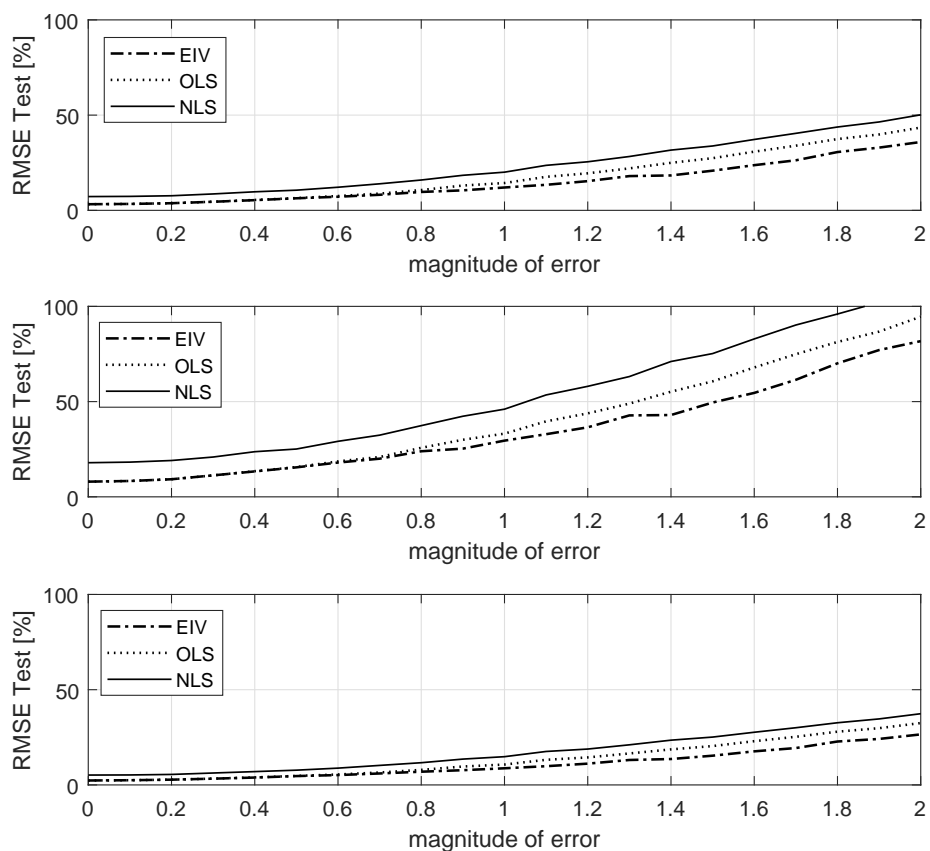 100
50
0
RMSE Test [%]
EIV
OLS
NLS
0 0.2 0.4 0.6 0.8 1 1.2 1.4 1.6 1.8 2
magnitude of error
100
50
0
RMSE Test [%]
EIV
OLS
NLS
0 0.2 0.4 0.6 0.8 1 1.2 1.4 1.6 1.8 2
magnitude of error
100
50
0
RMSE Test [%]
EIV
OLS
NLS
0 0.2 0.4 0.6 0.8 1 1.2 1.4 1.6 1.8 2
magnitude of error